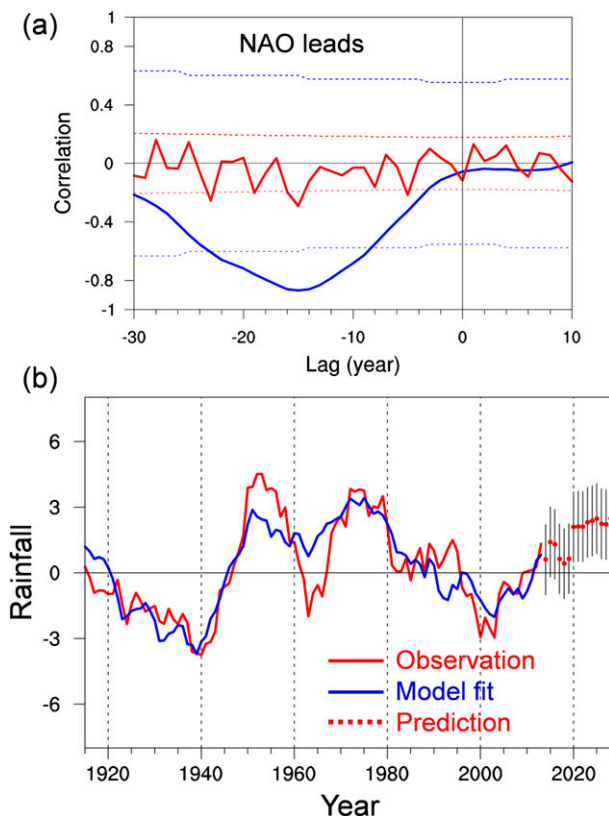 (a)
NAO leads
1
0.8
0.4
0
-0.4
-0.8
-1
Correlation
-30
-20
-10
0
10
Lag (year)
(b)
6
3
0
-3
-6
Rainfall
Observation
Model fit
Prediction
1920
1940
1960
1980
2000
2020
Year